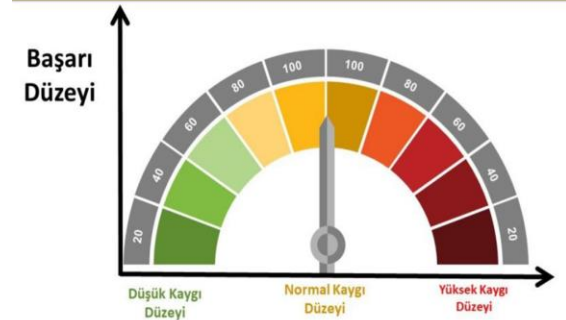 Başarı
Düzeyi
20
40
60
80
100
100
80
60
40
20
Düşük Kaygı
Düzeyi
Normal Kaygı
Düzeyi
Yüksek Kaygı
Düzeyi